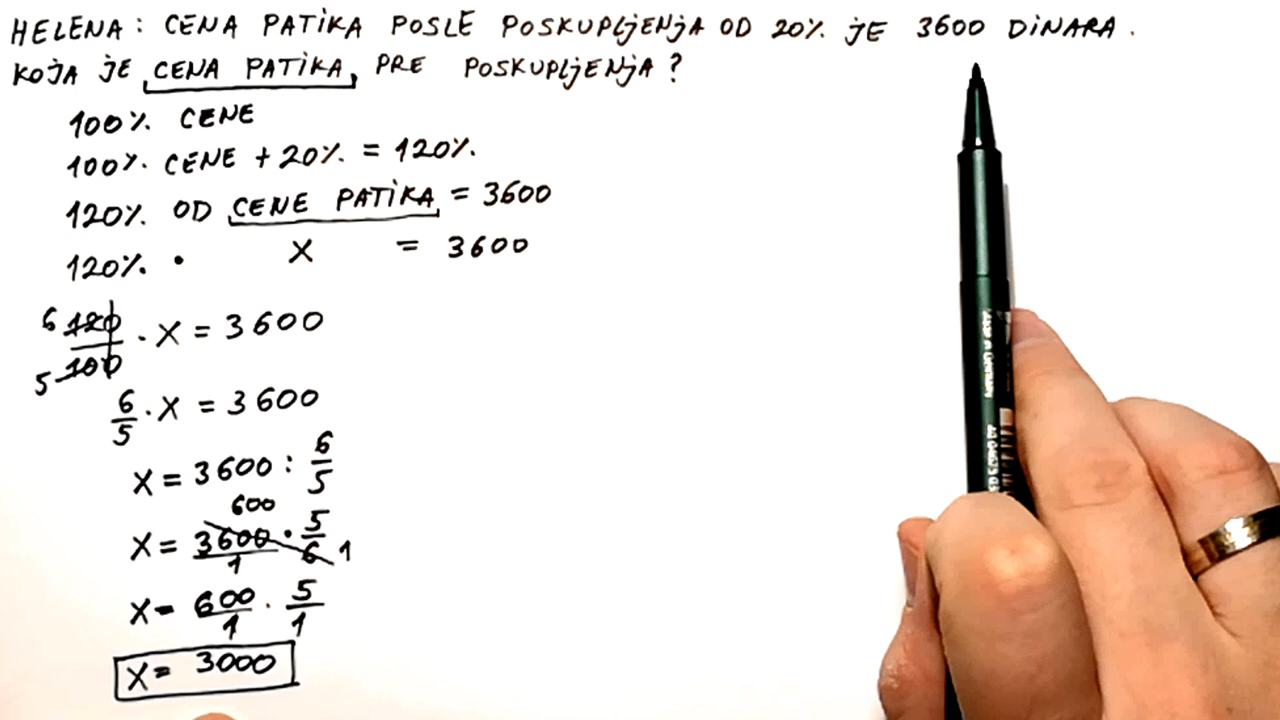 HELENA: CENA PATIKA POSLE POSKUPLJENJA OD 20% JE 3600 DINARA.
KOJA JE CENA PATIKA PRE POSKUPLJENJA?
100% CENE
100% CENE + 20% = 120%
120% OD CENE PATIKA = 3600
120% · X = 3600
6 120/100 5 · X = 3600
6/5 · X = 3600
X = 3600 : 6/5
600
X = 3600/1 · 5/6 1
X = 600/1 · 5/1
X = 3000